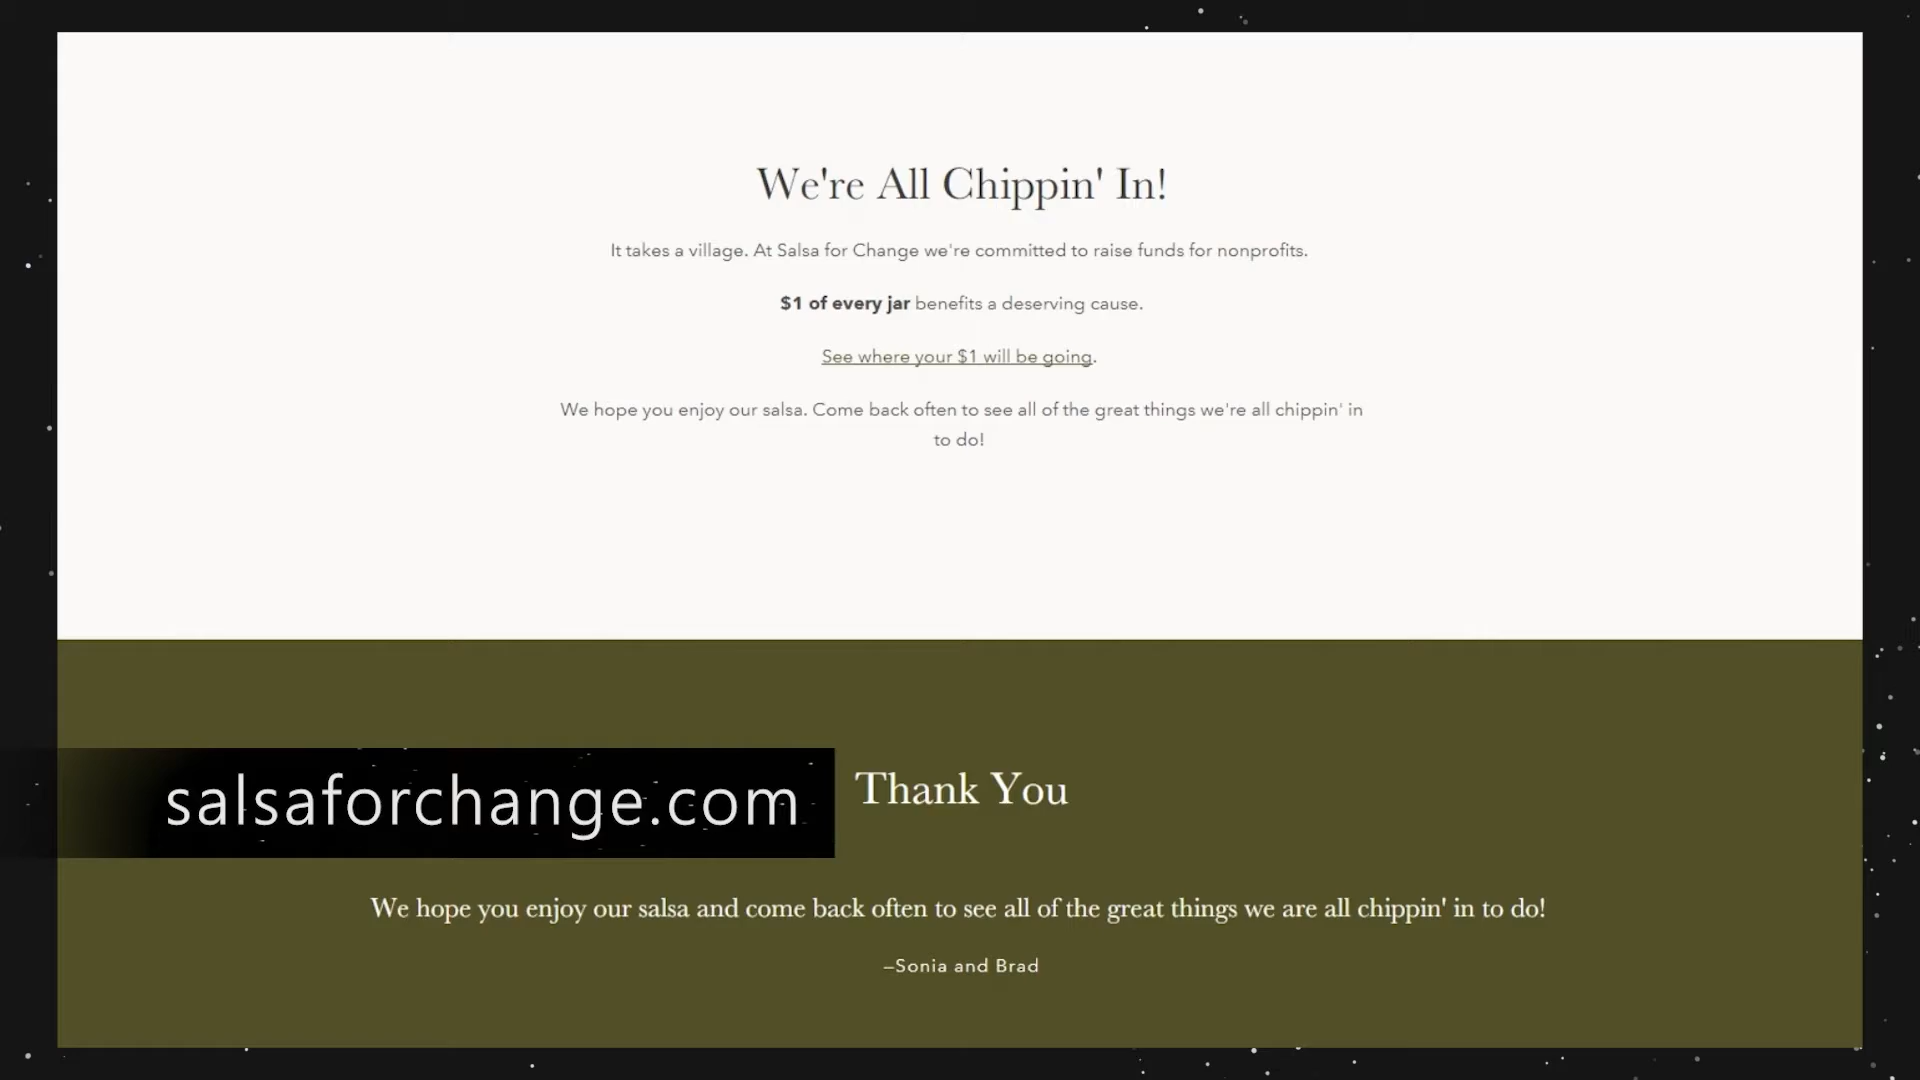 We're All Chippin' In!
It takes a village. At Salsa for Change we're committed to raise funds for nonprofits.
$1 of every jar benefits a deserving cause.
See where your $1 will be going.
We hope you enjoy our salsa. Come back often to see all of the great things we're all chippin' in
to do!
salsaforchange.com
Thank You
We hope you enjoy our salsa and come back often to see all of the great things we are all chippin' in to do!
–Sonia and Brad